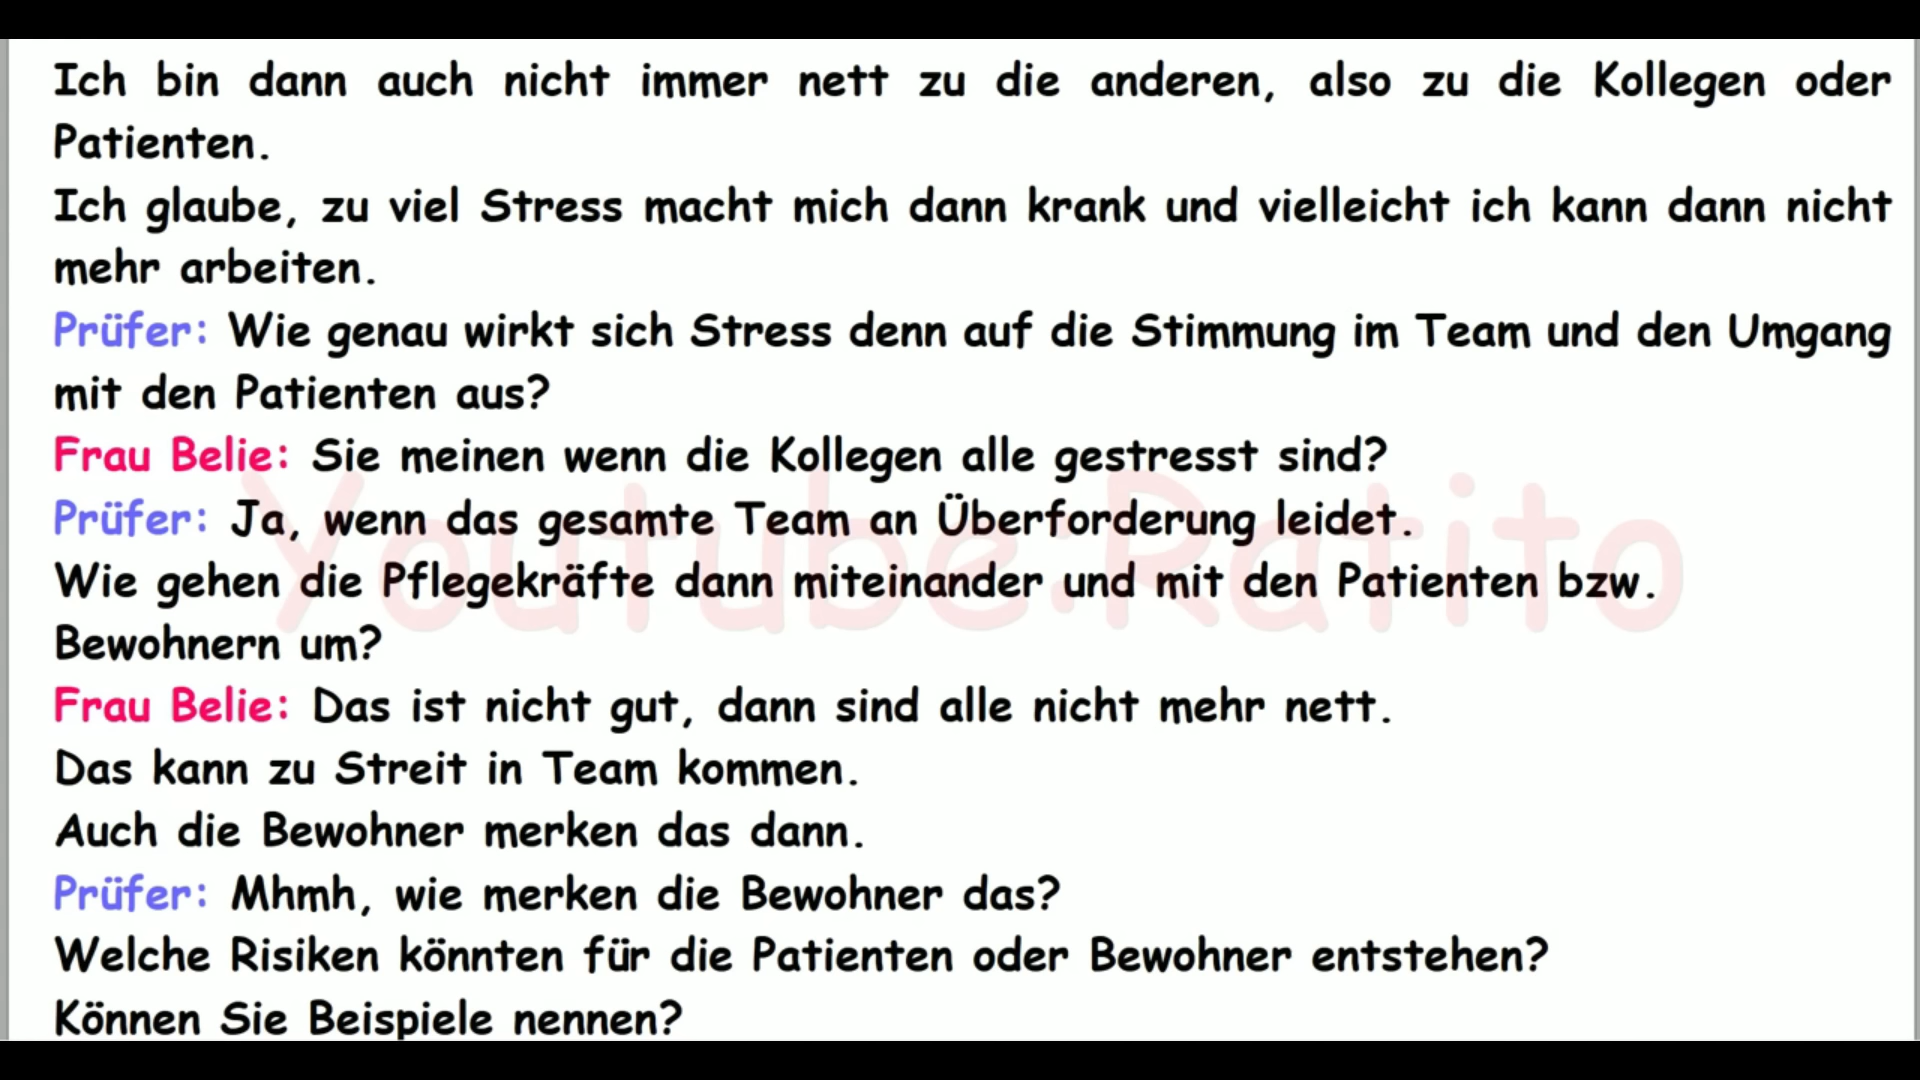 Ich bin dann auch nicht immer nett zu die anderen, also zu die Kollegen oder
Patienten.
Ich glaube, zu viel Stress macht mich dann krank und vielleicht ich kann dann nicht
mehr arbeiten.
Prüfer: Wie genau wirkt sich Stress denn auf die Stimmung im Team und den Umgang
mit den Patienten aus?
Frau Belie: Sie meinen wenn die Kollegen alle gestresst sind?
Prüfer: Ja, wenn das gesamte Team an Überforderung leidet.
Youtube:Ratito
Wie gehen die Pflegekräfte dann miteinander und mit den Patienten bzw.
Bewohnern um?
Frau Belie: Das ist nicht gut, dann sind alle nicht mehr nett.
Das kann zu Streit in Team kommen.
Auch die Bewohner merken das dann.
Prüfer: Mhmh, wie merken die Bewohner das?
Welche Risiken könnten für die Patienten oder Bewohner entstehen?
Können Sie Beispiele nennen?